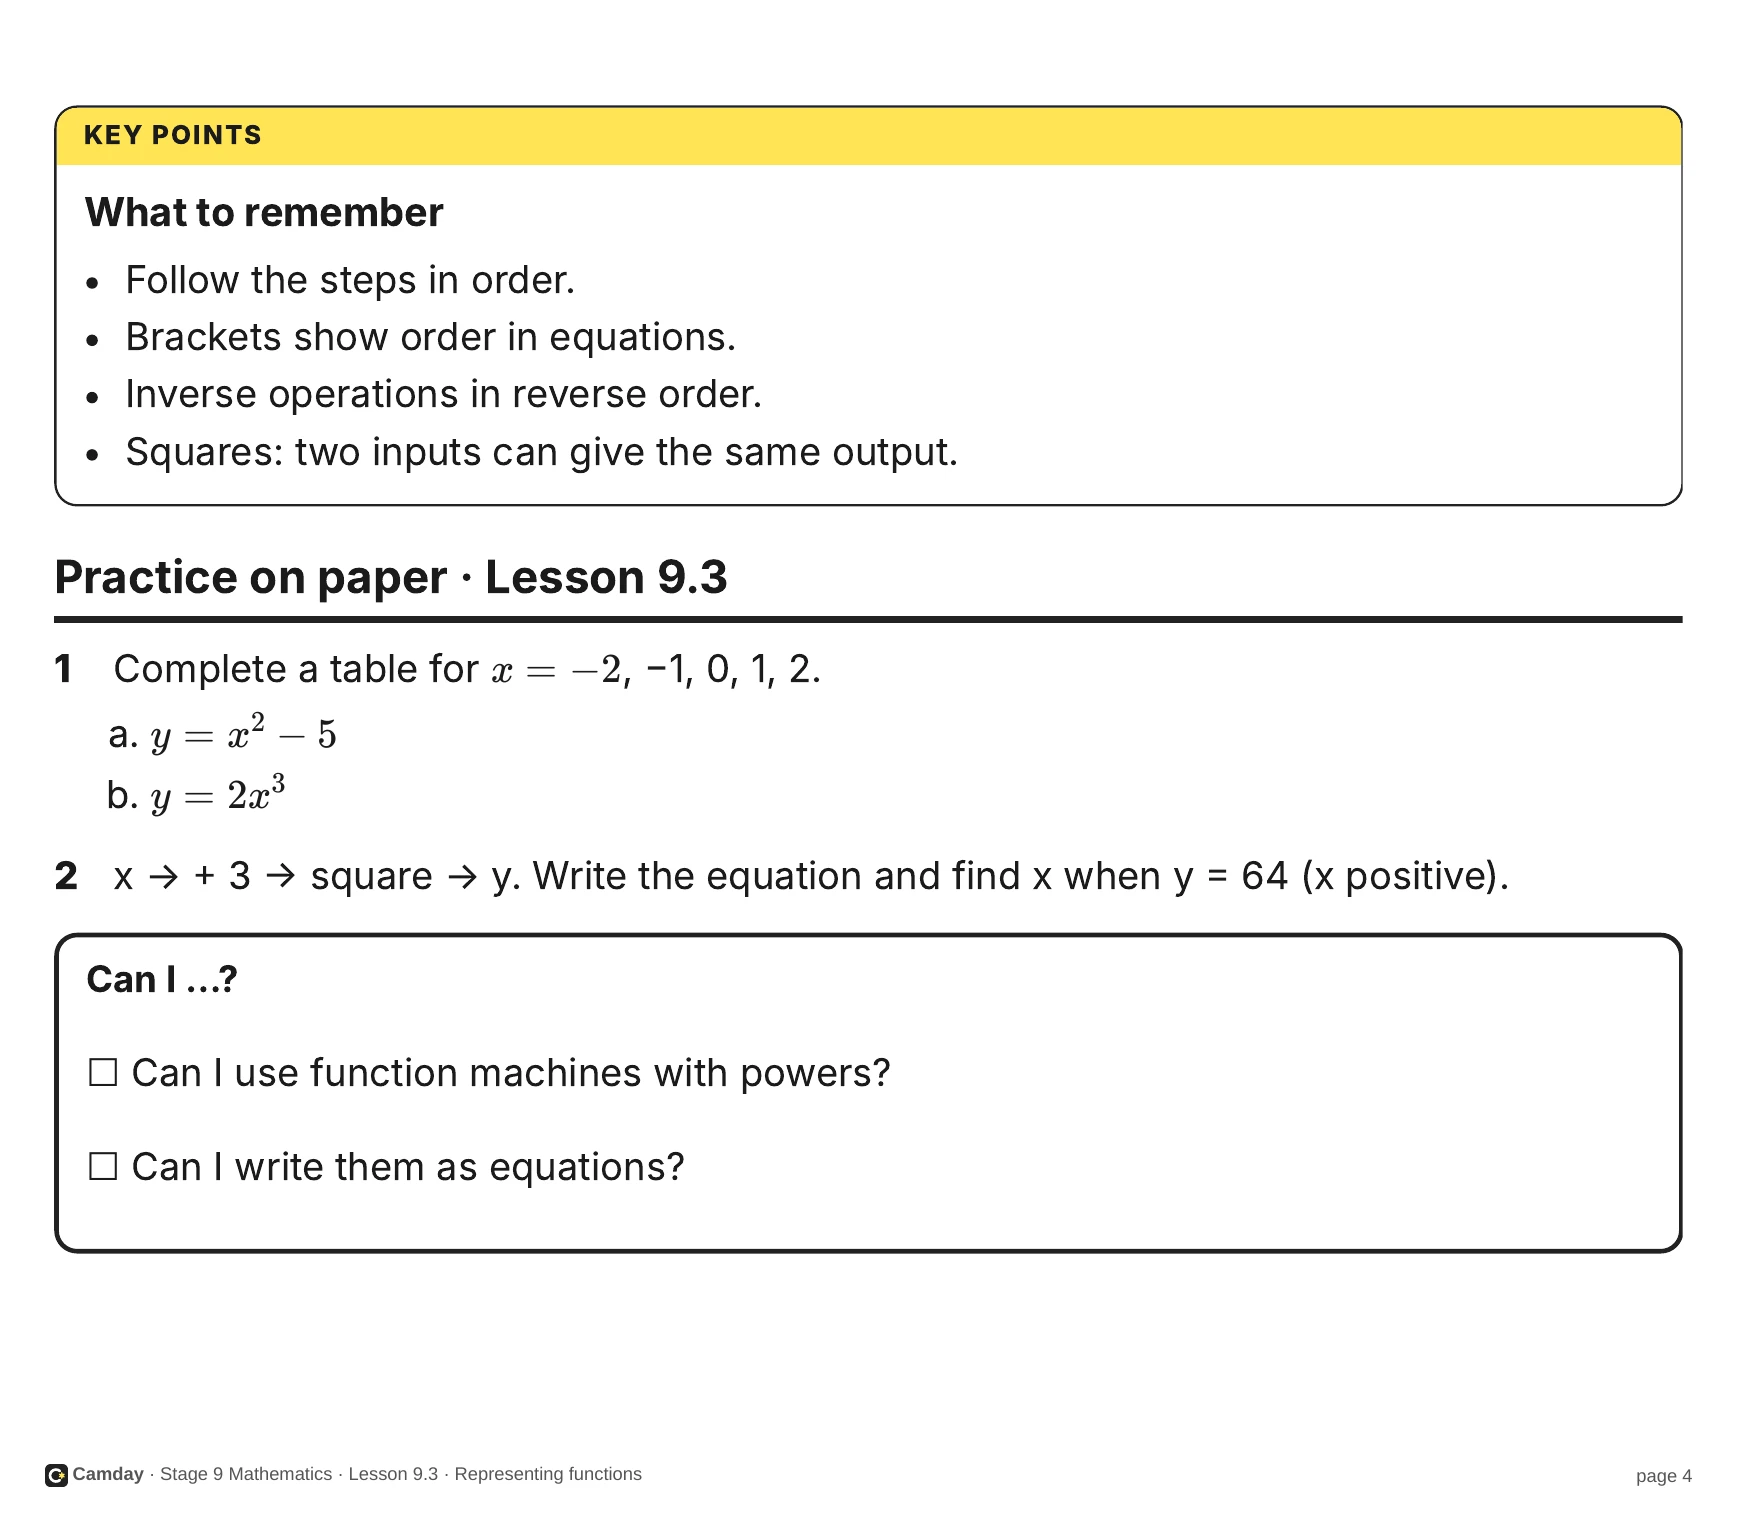 KEY POINTS
What to remember
• Follow the steps in order.
• Brackets show order in equations.
• Inverse operations in reverse order.
• Squares: two inputs can give the same output.
Practice on paper · Lesson 9.3
1 Complete a table for x = −2, −1, 0, 1, 2.
a. y = x² − 5
b. y = 2x³
2 x → + 3 → square → y. Write the equation and find x when y = 64 (x positive).
Can I …?
☐ Can I use function machines with powers?
☐ Can I write them as equations?
Camday · Stage 9 Mathematics · Lesson 9.3 · Representing functions
page 4